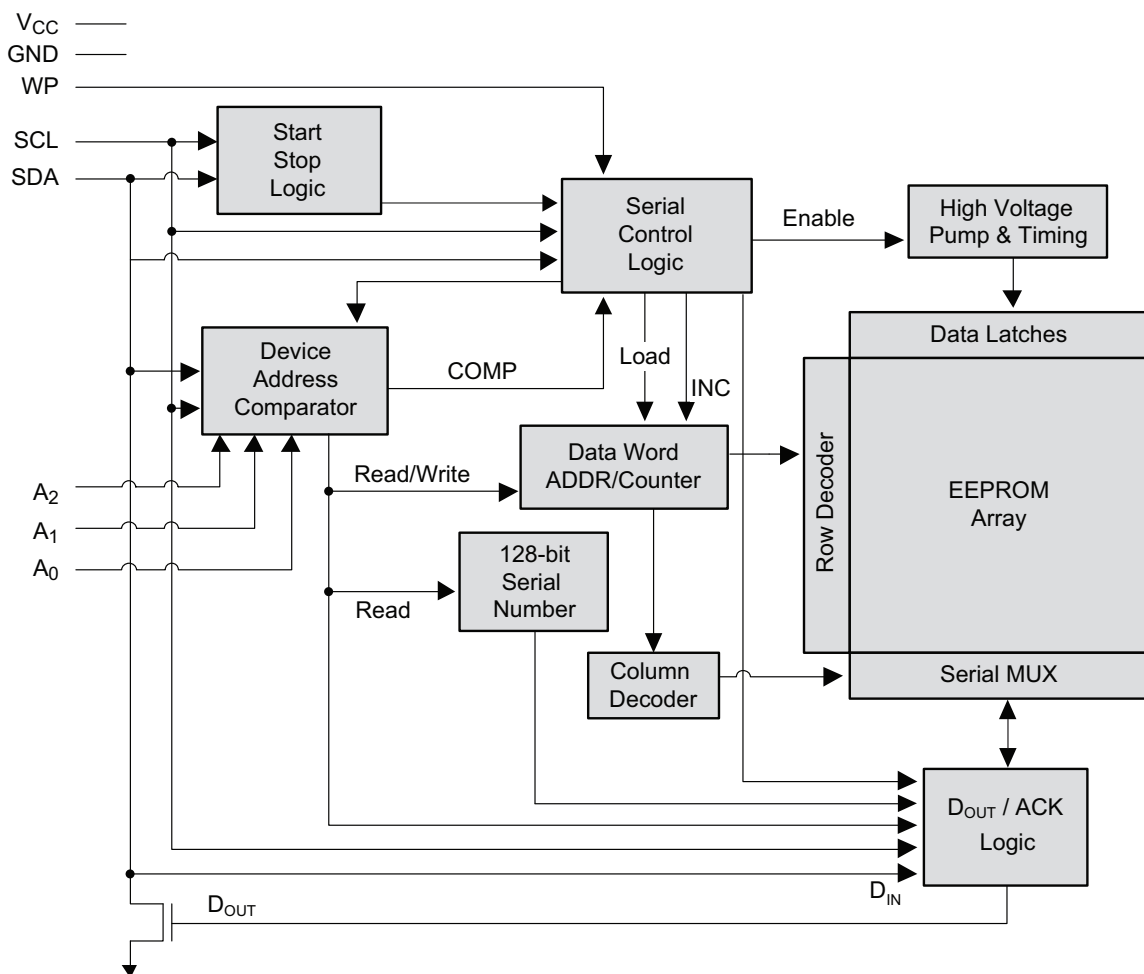 VCC
GND
WP
SCL
SDA
Start
Stop
Logic
Serial
Control
Logic
Enable
High Voltage
Pump & Timing
Data Latches
Device
Address
Comparator
COMP
Load
INC
Data Word
ADDR/Counter
Row Decoder
EEPROM
Array
A2
A1
A0
Read/Write
128-bit
Serial
Number
Read
Column
Decoder
Serial MUX
DOUT / ACK
Logic
DIN
DOUT